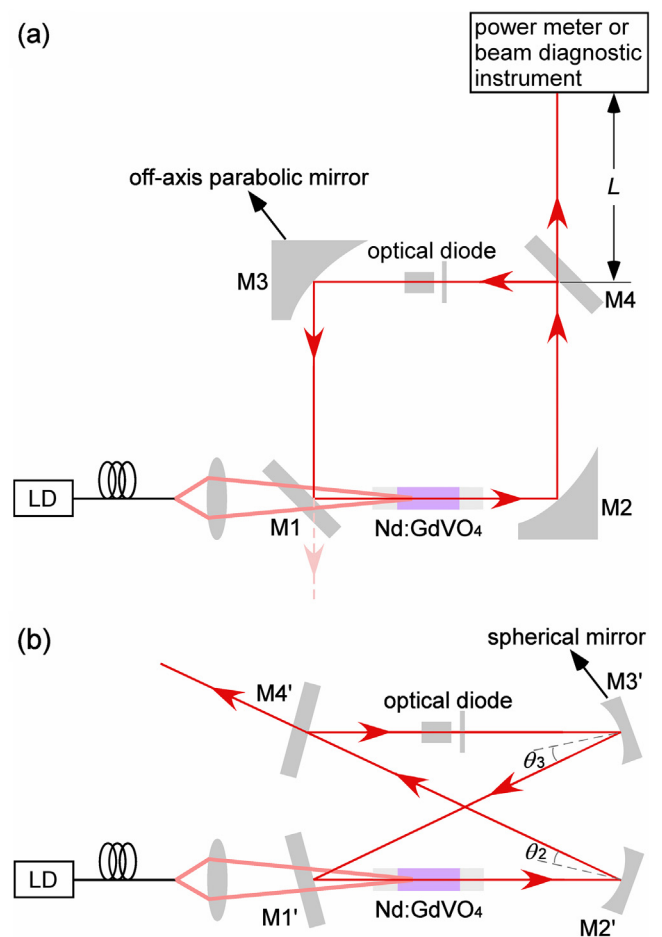 (a)
power meter or
beam diagnostic
instrument
off-axis parabolic mirror
L
optical diode
M3
M4
LD
M1
Nd:GdVO₄
M2
(b)
spherical mirror
M3'
M4'
optical diode
θ₃
θ₂
LD
M1'
Nd:GdVO₄
M2'